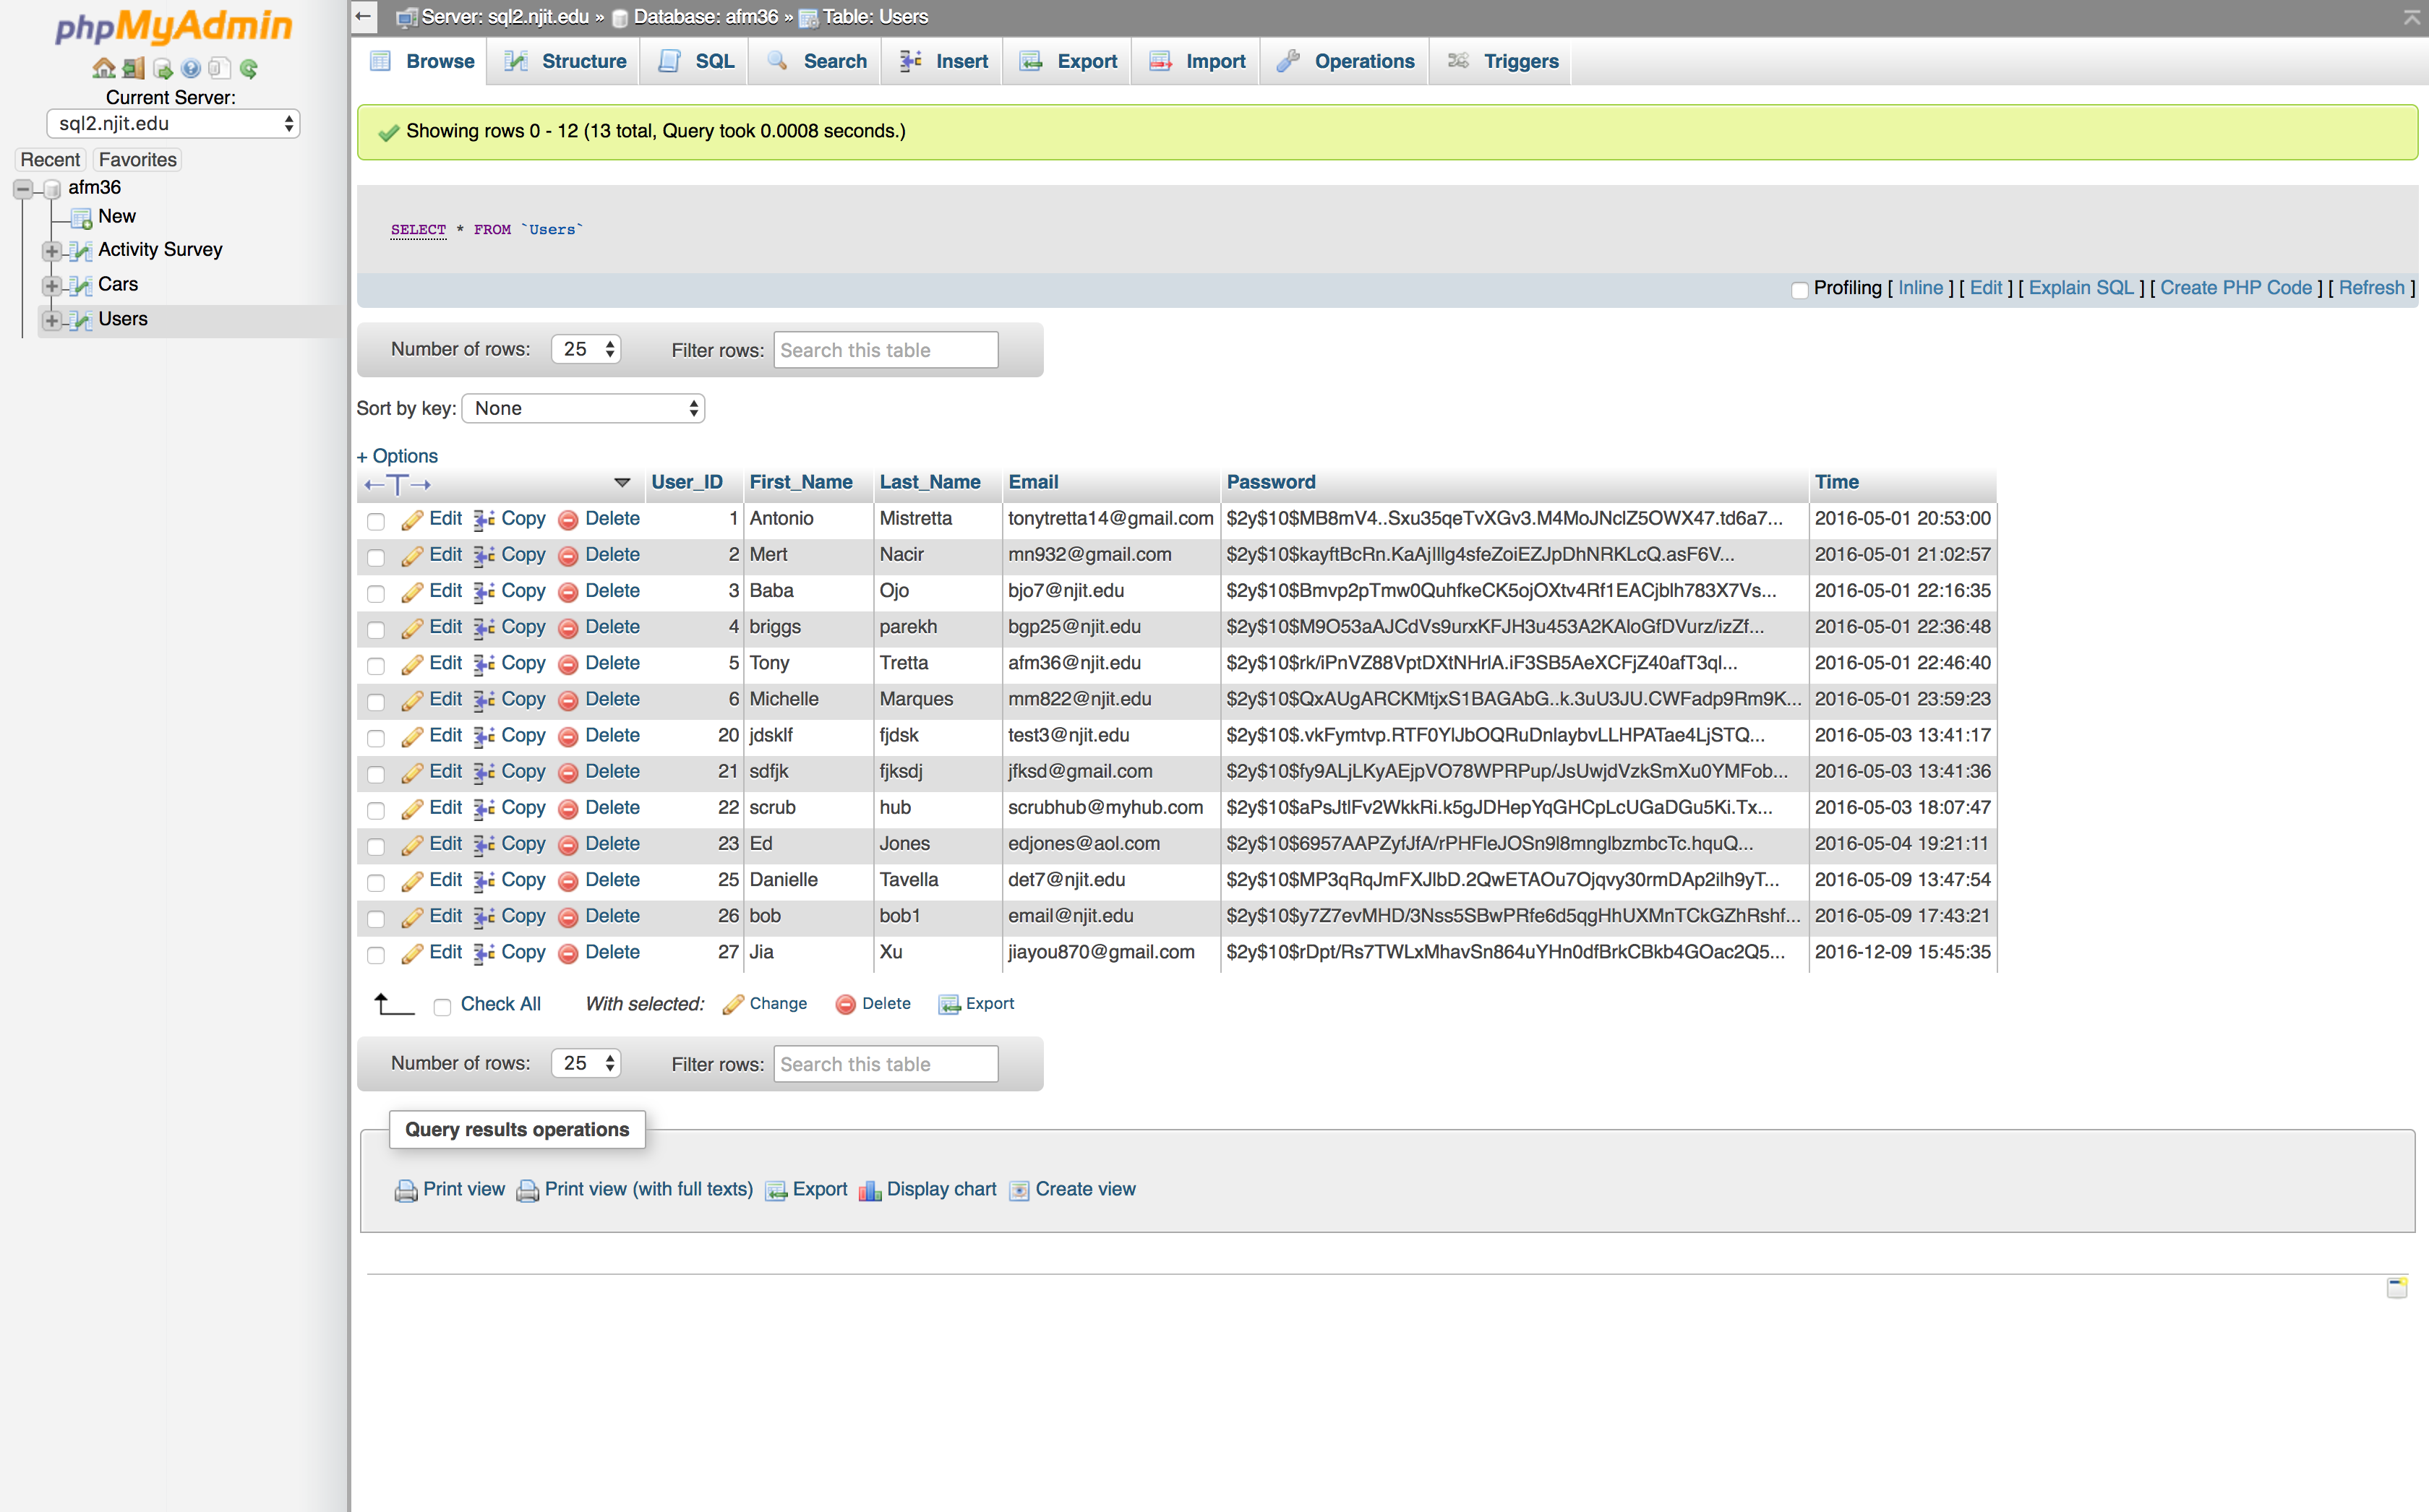 phpMyAdmin
Current Server:
sql2.njit.edu
Recent Favorites
afm36
New
Activity Survey
Cars
Users
Server: sql2.njit.edu » Database: afm36 » Table: Users
Browse Structure SQL Search Insert Export Import Operations Triggers
Showing rows 0 - 12 (13 total, Query took 0.0008 seconds.)
SELECT * FROM `Users`
Profiling [ Inline ] [ Edit ] [ Explain SQL ] [ Create PHP Code ] [ Refresh ]
Number of rows: 25 Filter rows: Search this table
Sort by key: None
+ Options
←T→ User_ID First_Name Last_Name Email Password Time
Edit Copy Delete 1 Antonio Mistretta tonytretta14@gmail.com $2y$10$MB8mV4..Sxu35qeTvXGv3.M4MoJNclZ5OWX47.td6a7... 2016-05-01 20:53:00
Edit Copy Delete 2 Mert Nacir mn932@gmail.com $2y$10$kayftBcRn.KaAjIllg4sfeZoiEZJpDhNRKLcQ.asF6V... 2016-05-01 21:02:57
Edit Copy Delete 3 Baba Ojo bjo7@njit.edu $2y$10$Bmvp2pTmw0QuhfkeCK5ojOXtv4Rf1EACjblh783X7Vs... 2016-05-01 22:16:35
Edit Copy Delete 4 briggs parekh bgp25@njit.edu $2y$10$M9O53aAJCdVs9urxKFJH3u453A2KAloGfDVurz/izZf... 2016-05-01 22:36:48
Edit Copy Delete 5 Tony Tretta afm36@njit.edu $2y$10$rk/iPnVZ88VptDXtNHrlA.iF3SB5AeXCFjZ40afT3ql... 2016-05-01 22:46:40
Edit Copy Delete 6 Michelle Marques mm822@njit.edu $2y$10$QxAUgARCKMtjxS1BAGAbG..k.3uU3JU.CWFadp9Rm9K... 2016-05-01 23:59:23
Edit Copy Delete 20 jdsklf fjdsk test3@njit.edu $2y$10$.vkFymtvp.RTF0YlJbOQRuDnlaybvLLHPATae4LjSTQ... 2016-05-03 13:41:17
Edit Copy Delete 21 sdfjk fjksdj jfksd@gmail.com $2y$10$fy9ALjLKyAEjpVO78WPRPup/JsUwjdVzkSmXu0YMFob... 2016-05-03 13:41:36
Edit Copy Delete 22 scrub hub scrubhub@myhub.com $2y$10$aPsJtlFv2WkkRi.k5gJDHepYqGHCpLcUGaDGu5Ki.Tx... 2016-05-03 18:07:47
Edit Copy Delete 23 Ed Jones edjones@aol.com $2y$10$6957AAPZyfJfA/rPHFleJOSn9l8mnglbzmbcTc.hquQ... 2016-05-04 19:21:11
Edit Copy Delete 25 Danielle Tavella det7@njit.edu $2y$10$MP3qRqJmFXJlbD.2QwETAOu7Ojqvy30rmDAp2ilh9yT... 2016-05-09 13:47:54
Edit Copy Delete 26 bob bob1 email@njit.edu $2y$10$y7Z7evMHD/3Nss5SBwPRfe6d5qgHhUXMnTCkGZhRshf... 2016-05-09 17:43:21
Edit Copy Delete 27 Jia Xu jiayou870@gmail.com $2y$10$rDpt/Rs7TWLxMhavSn864uYHn0dfBrkCBkb4GOac2Q5... 2016-12-09 15:45:35
Check All With selected: Change Delete Export
Number of rows: 25 Filter rows: Search this table
Query results operations
Print view Print view (with full texts) Export Display chart Create view